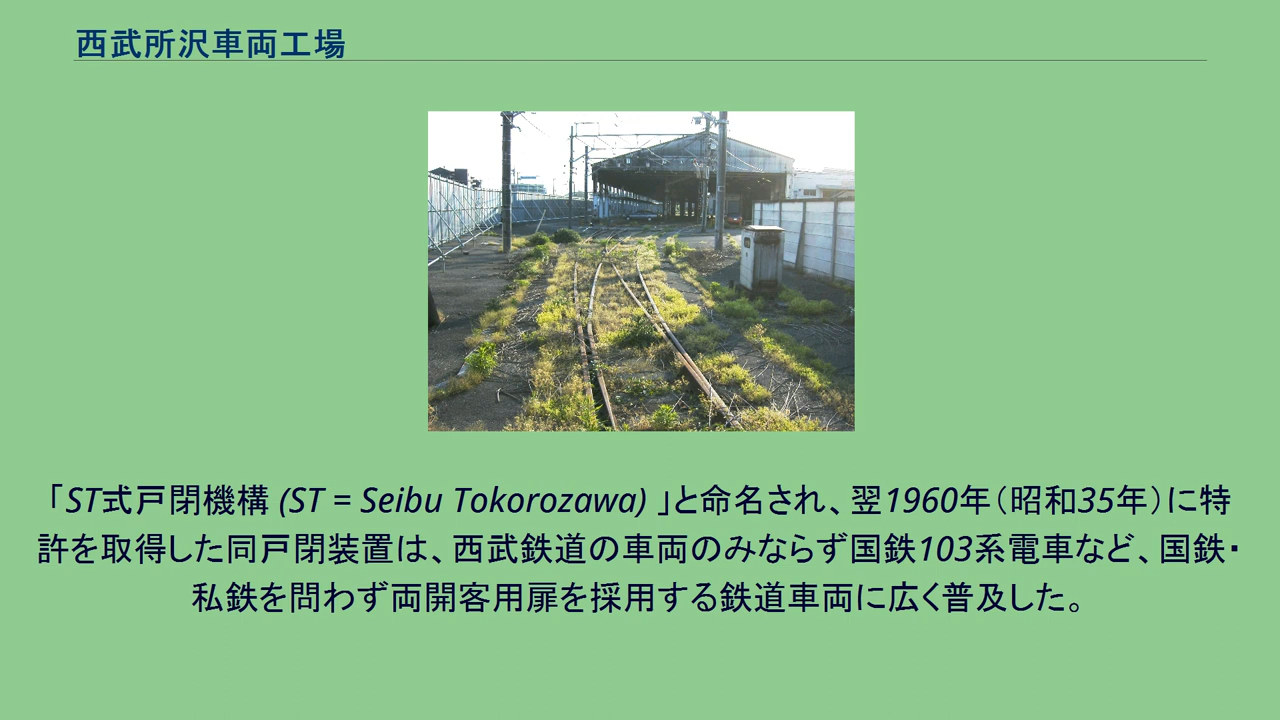 西武所沢車両工場
「ST式戸閉機構 (ST = Seibu Tokorozawa) 」と命名され、翌1960年（昭和35年）に特
許を取得した同戸閉装置は、西武鉄道の車両のみならず国鉄103系電車など、国鉄・
私鉄を問わず両開客用扉を採用する鉄道車両に広く普及した。